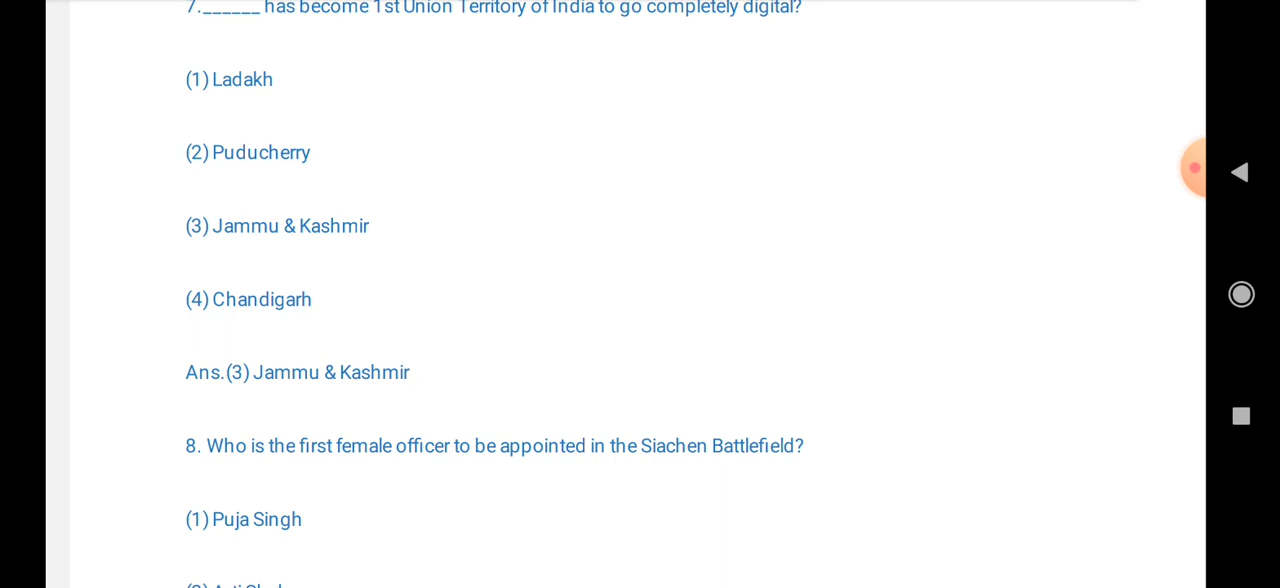 7.______ has become 1st Union Territory of India to go completely digital?
(1) Ladakh
(2) Puducherry
(3) Jammu & Kashmir
(4) Chandigarh
Ans.(3) Jammu & Kashmir
8. Who is the first female officer to be appointed in the Siachen Battlefield?
(1) Puja Singh